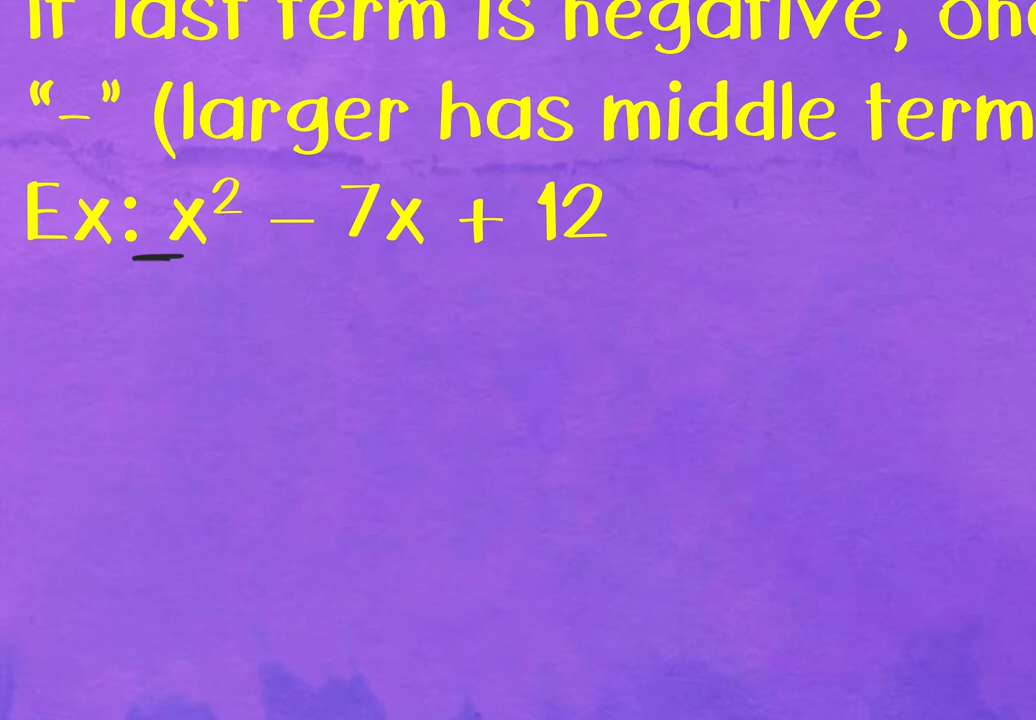 If last term is negative, one
“–” (larger has middle term
Ex: x² – 7x + 12